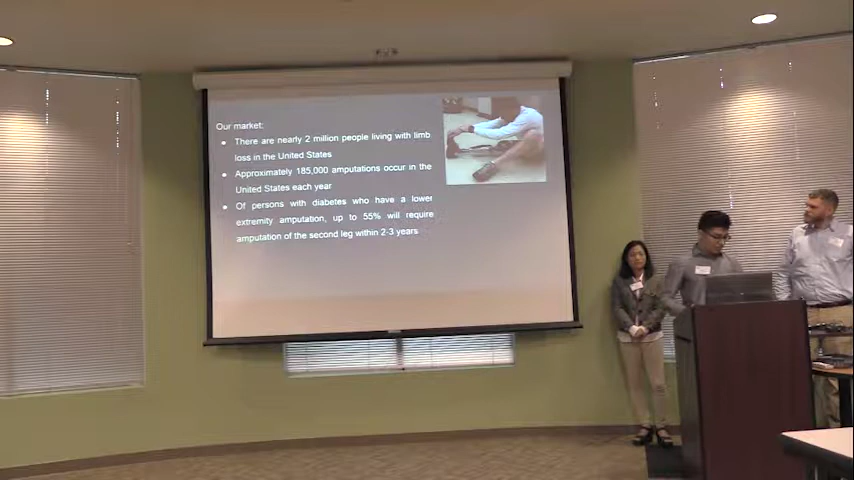 Our market:
• There are nearly 2 million people living with limb
loss in the United States
• Approximately 185,000 amputations occur in the
United States each year
• Of persons with diabetes who have a lower
extremity amputation, up to 55% will require
amputation of the second leg within 2-3 years